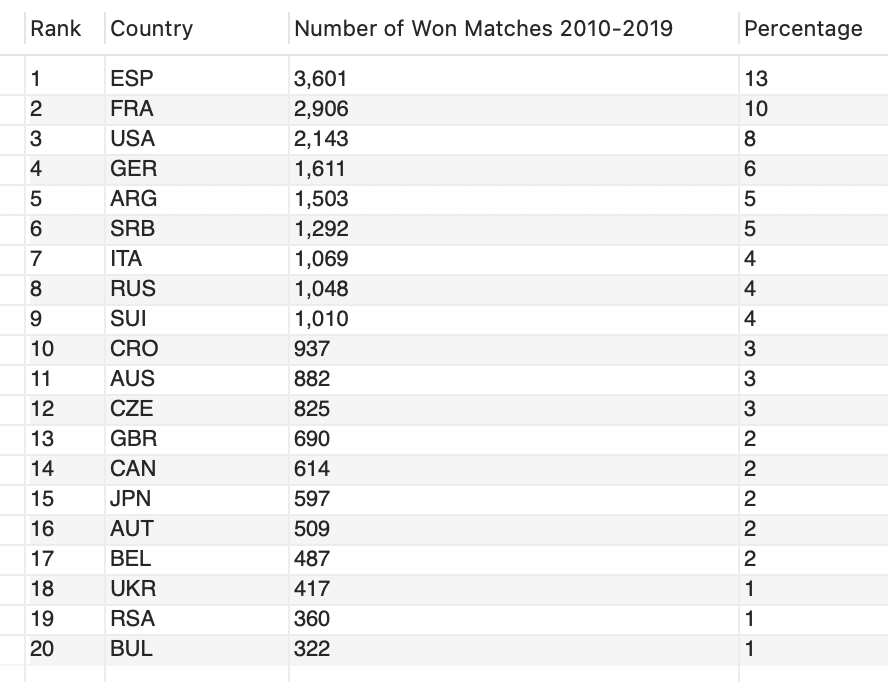 Rank Country Number of Won Matches 2010-2019 Percentage
1 ESP 3,601 13
2 FRA 2,906 10
3 USA 2,143 8
4 GER 1,611 6
5 ARG 1,503 5
6 SRB 1,292 5
7 ITA 1,069 4
8 RUS 1,048 4
9 SUI 1,010 4
10 CRO 937 3
11 AUS 882 3
12 CZE 825 3
13 GBR 690 2
14 CAN 614 2
15 JPN 597 2
16 AUT 509 2
17 BEL 487 2
18 UKR 417 1
19 RSA 360 1
20 BUL 322 1